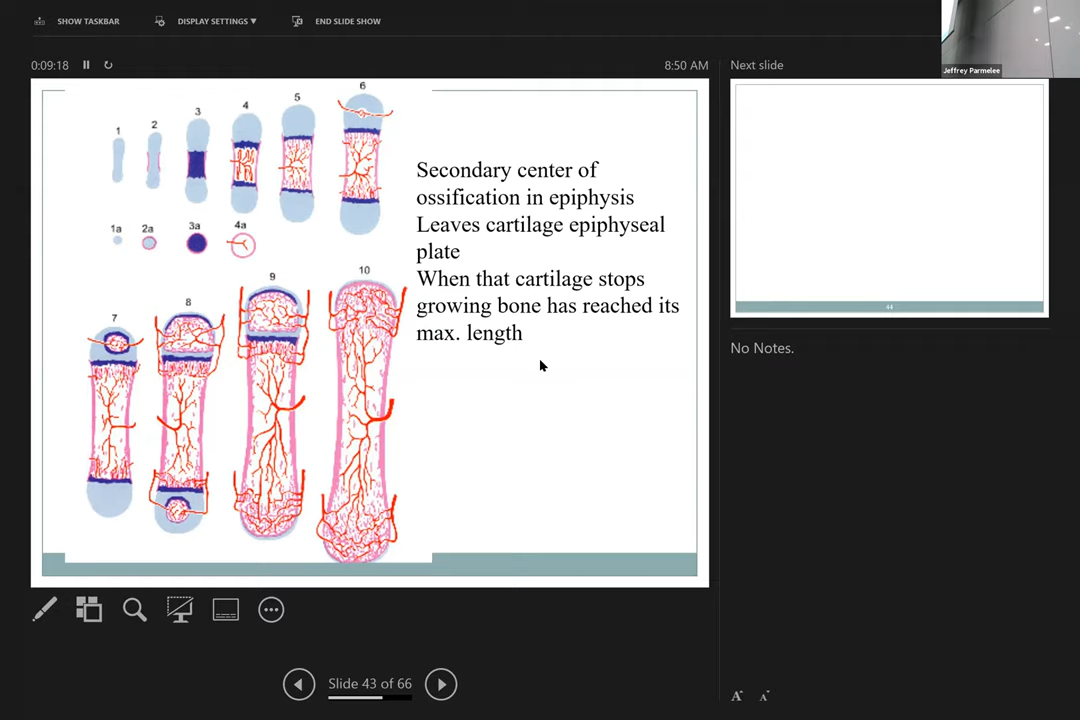 SHOW TASKBAR
DISPLAY SETTINGS ▼
END SLIDE SHOW
Jeffrey Parmelee
0:09:18
8:50 AM
Next slide
1
2
3
4
5
6
1a
2a
3a
4a
Secondary center of
ossification in epiphysis
Leaves cartilage epiphyseal
plate
When that cartilage stops
growing bone has reached its
max. length
7
8
9
10
44
No Notes.
Slide 43 of 66
A
A